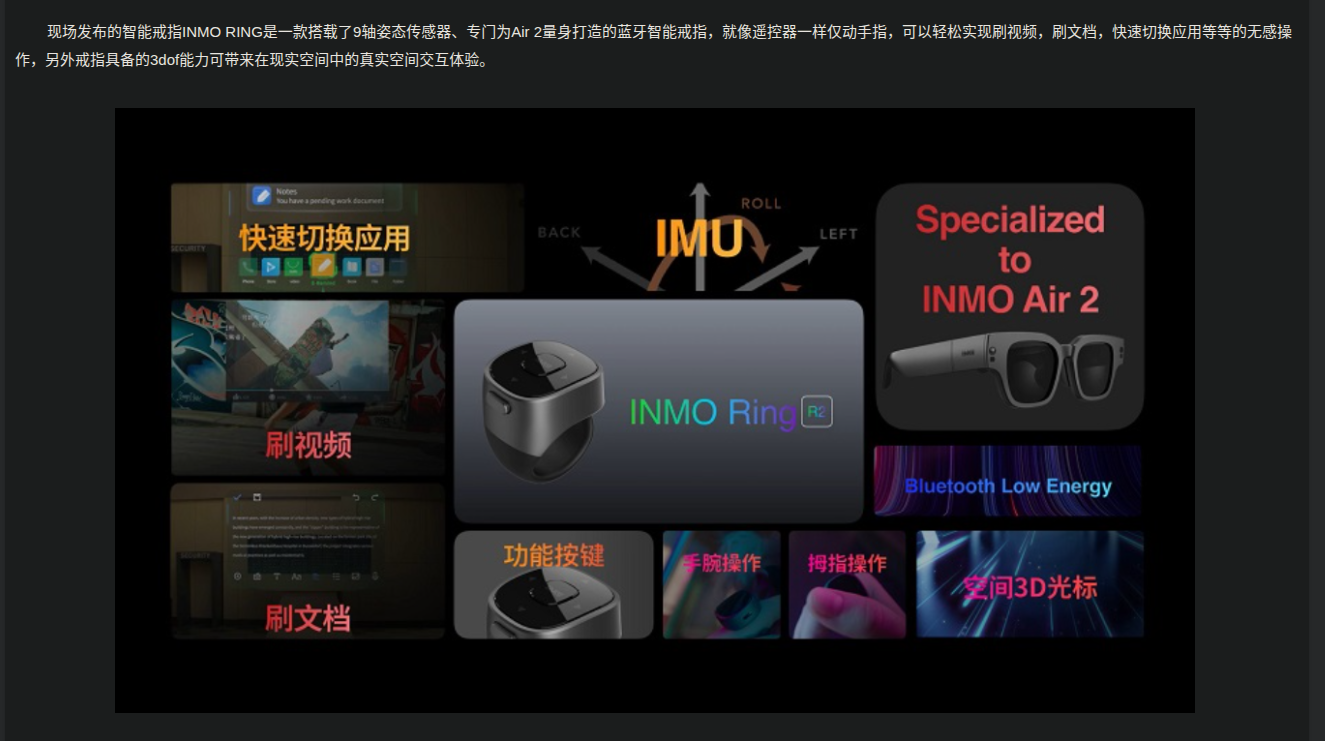 现场发布的智能戒指INMO RING是一款搭载了9轴姿态传感器、专门为Air 2量身打造的蓝牙智能戒指，就像遥控器一样仅动手指，可以轻松实现刷视频，刷文档，快速切换应用等等的无感操
作，另外戒指具备的3dof能力可带来在现实空间中的真实空间交互体验。
Notes
You have a pending work document
快速切换应用
SECURITY
BACK
IMU
ROLL
LEFT
Specialized
to
INMO Air 2
刷视频
INMO Ring R2
Bluetooth Low Energy
刷文档
功能按键
手腕操作
拇指操作
空间3D光标